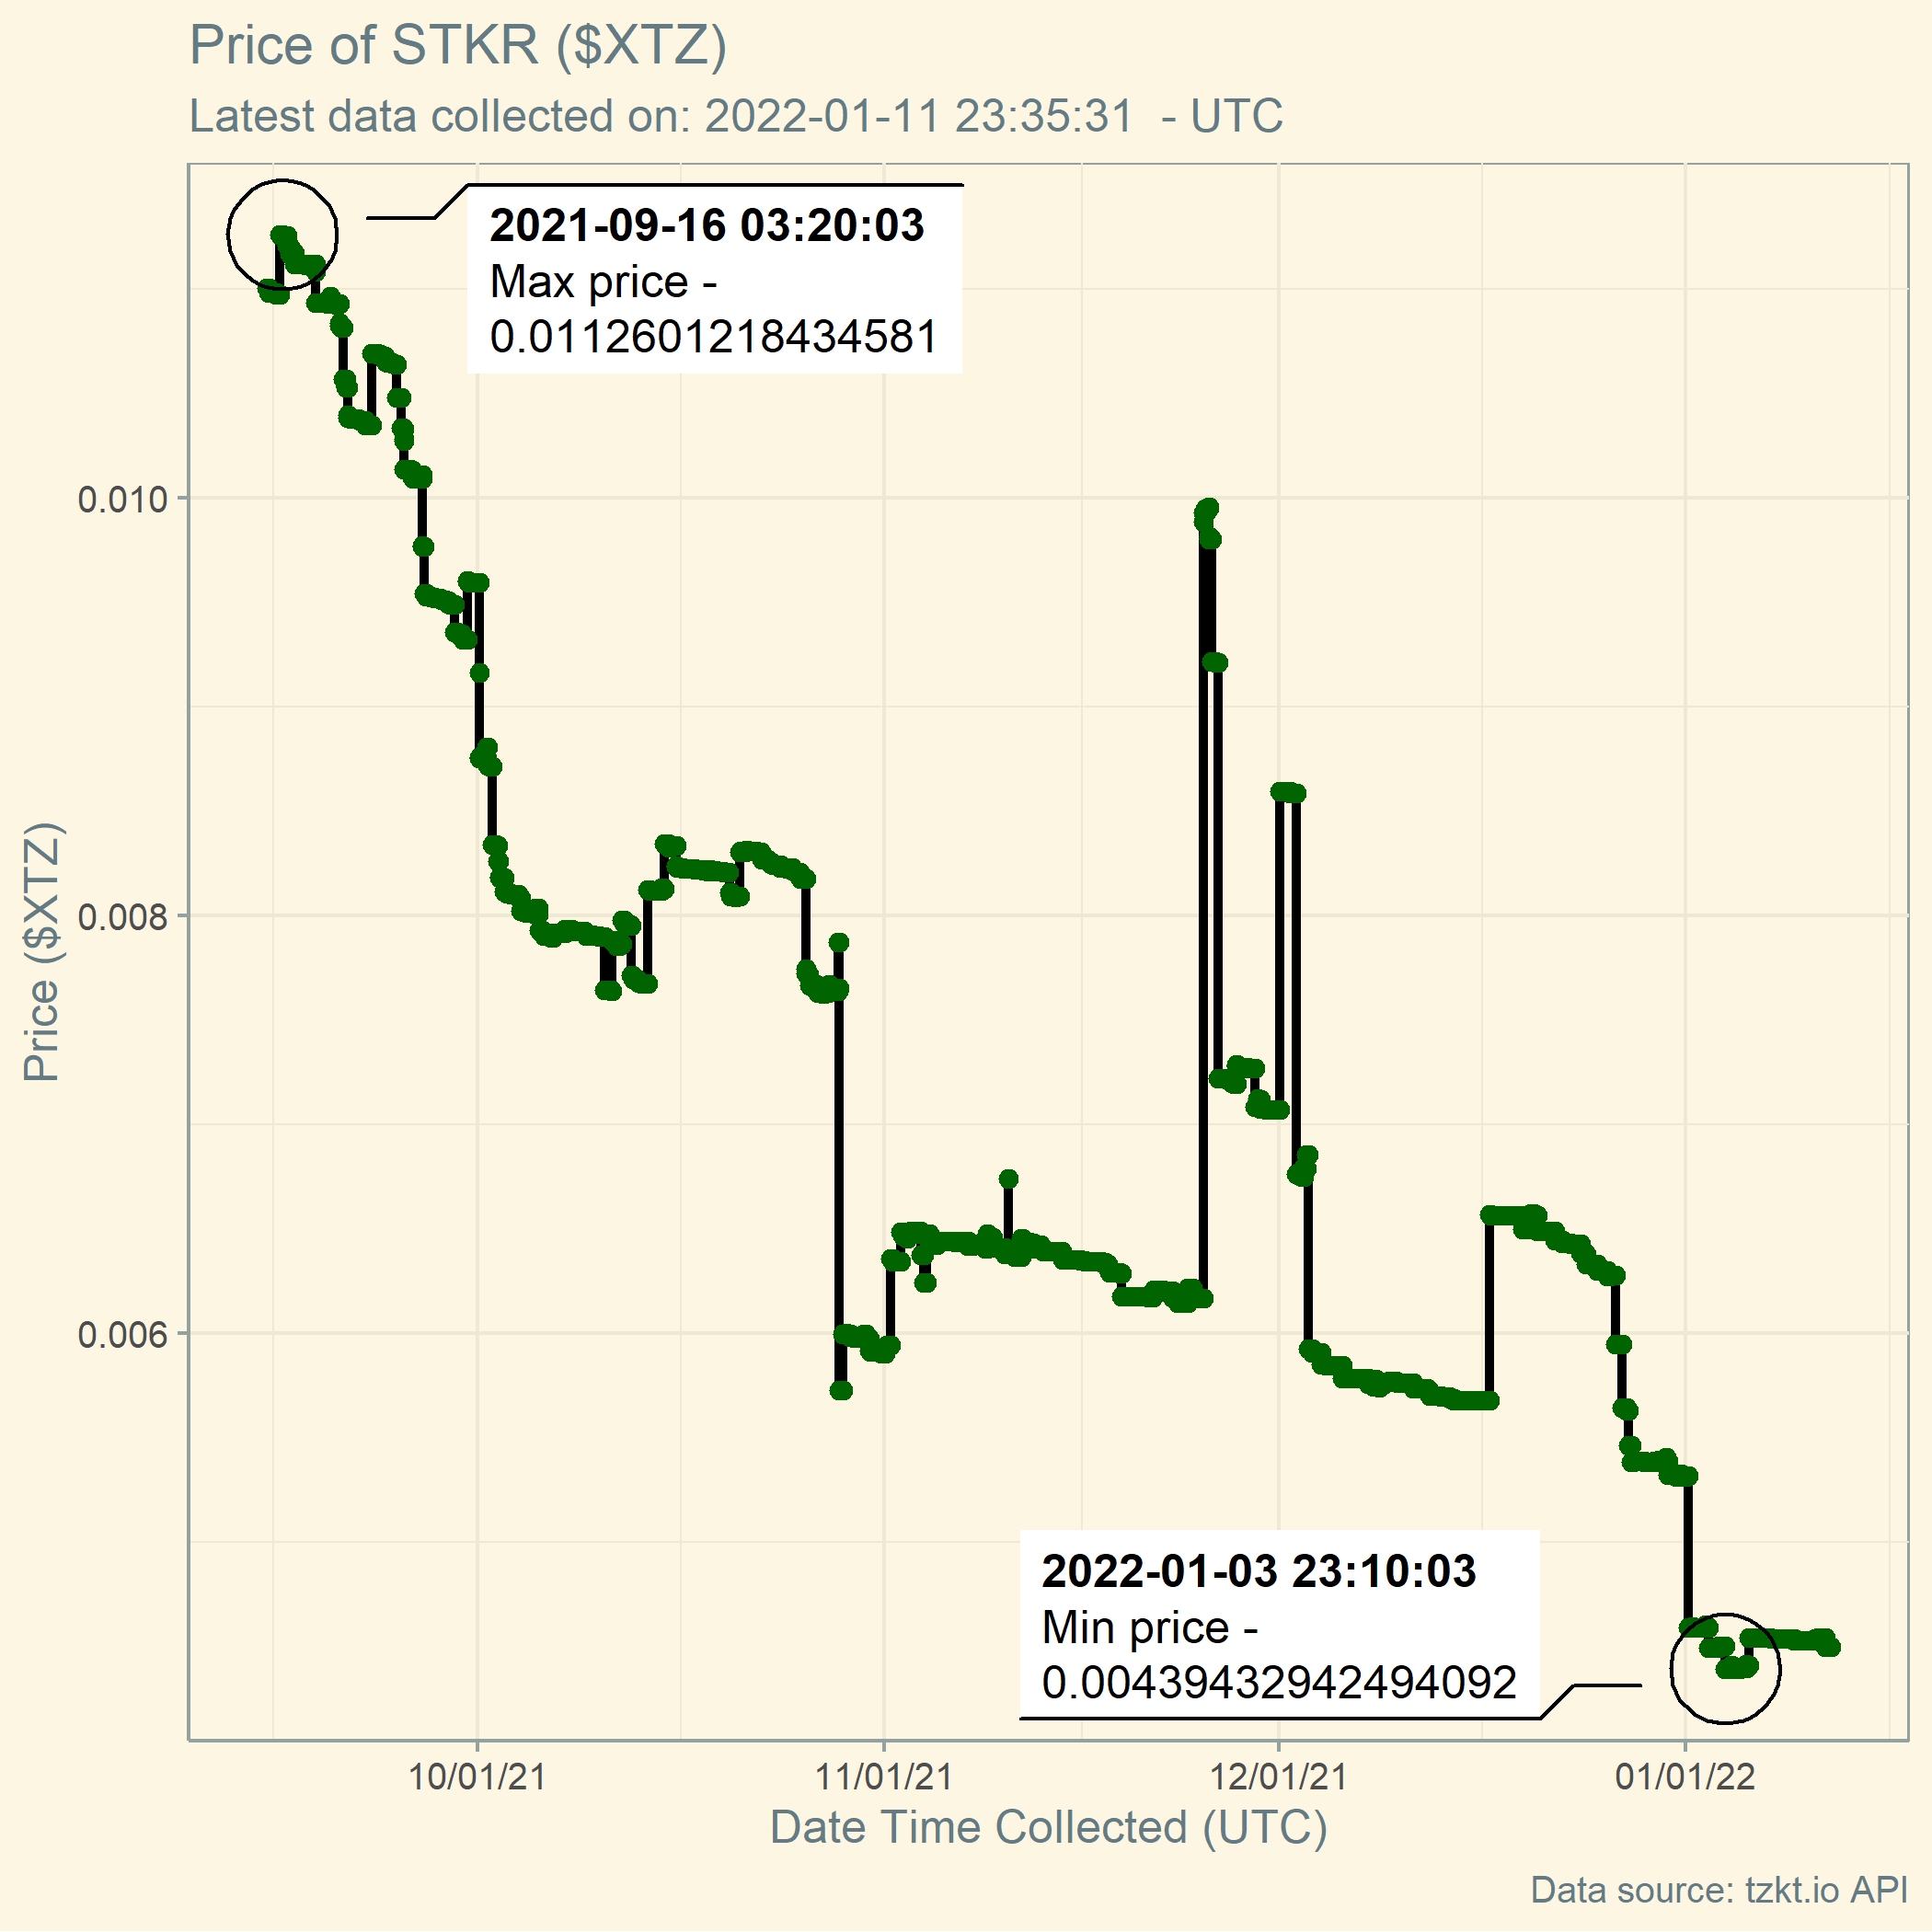 Price of STKR ($XTZ)
Latest data collected on: 2022-01-11 23:35:31  - UTC
2021-09-16 03:20:03
Max price -
0.0112601218434581
0.010
0.008
0.006
Price ($XTZ)
2022-01-03 23:10:03
Min price -
0.00439432942494092
10/01/21
11/01/21
12/01/21
01/01/22
Date Time Collected (UTC)
Data source: tzkt.io API